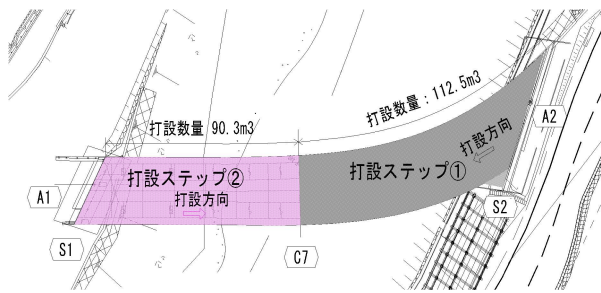 打設数量 90.3m3
打設数量：112.5m3
打設方向
A2
打設ステップ②
打設方向
打設ステップ①
A1
S2
S1
C7